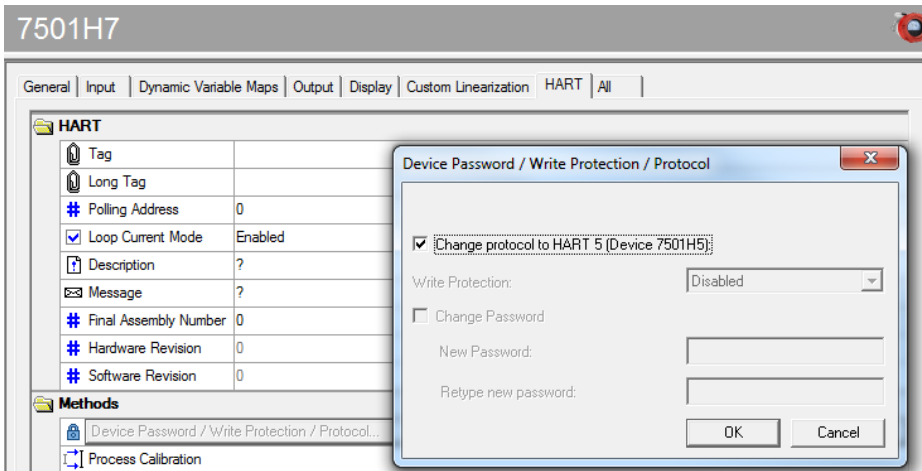 7501H7
General Input Dynamic Variable Maps Output Display Custom Linearization HART All
HART
Tag
Long Tag
Polling Address 0
Loop Current Mode Enabled
Description ?
Message ?
Final Assembly Number 0
Hardware Revision 0
Software Revision 0
Methods
Device Password / Write Protection / Protocol...
Process Calibration
Device Password / Write Protection / Protocol
Change protocol to HART 5 (Device 7501H5):
Write Protection: Disabled
Change Password
New Password:
Retype new password:
OK Cancel